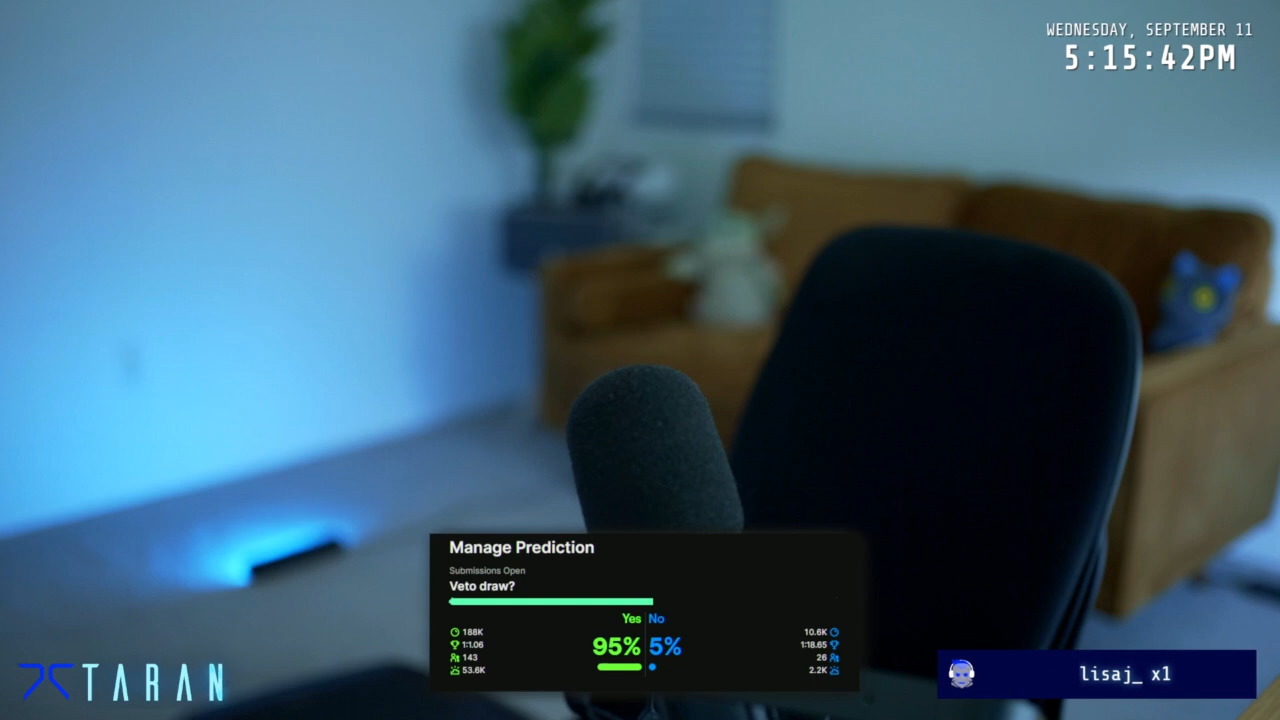 WEDNESDAY, SEPTEMBER 11
5:15:42PM
Manage Prediction
Submissions Open
Veto draw?
Yes No
188K
10.6K
95% 5%
1:1.06
1:18.65
143
26
53.6K
2.2K
TARAN
lisaj_ x1